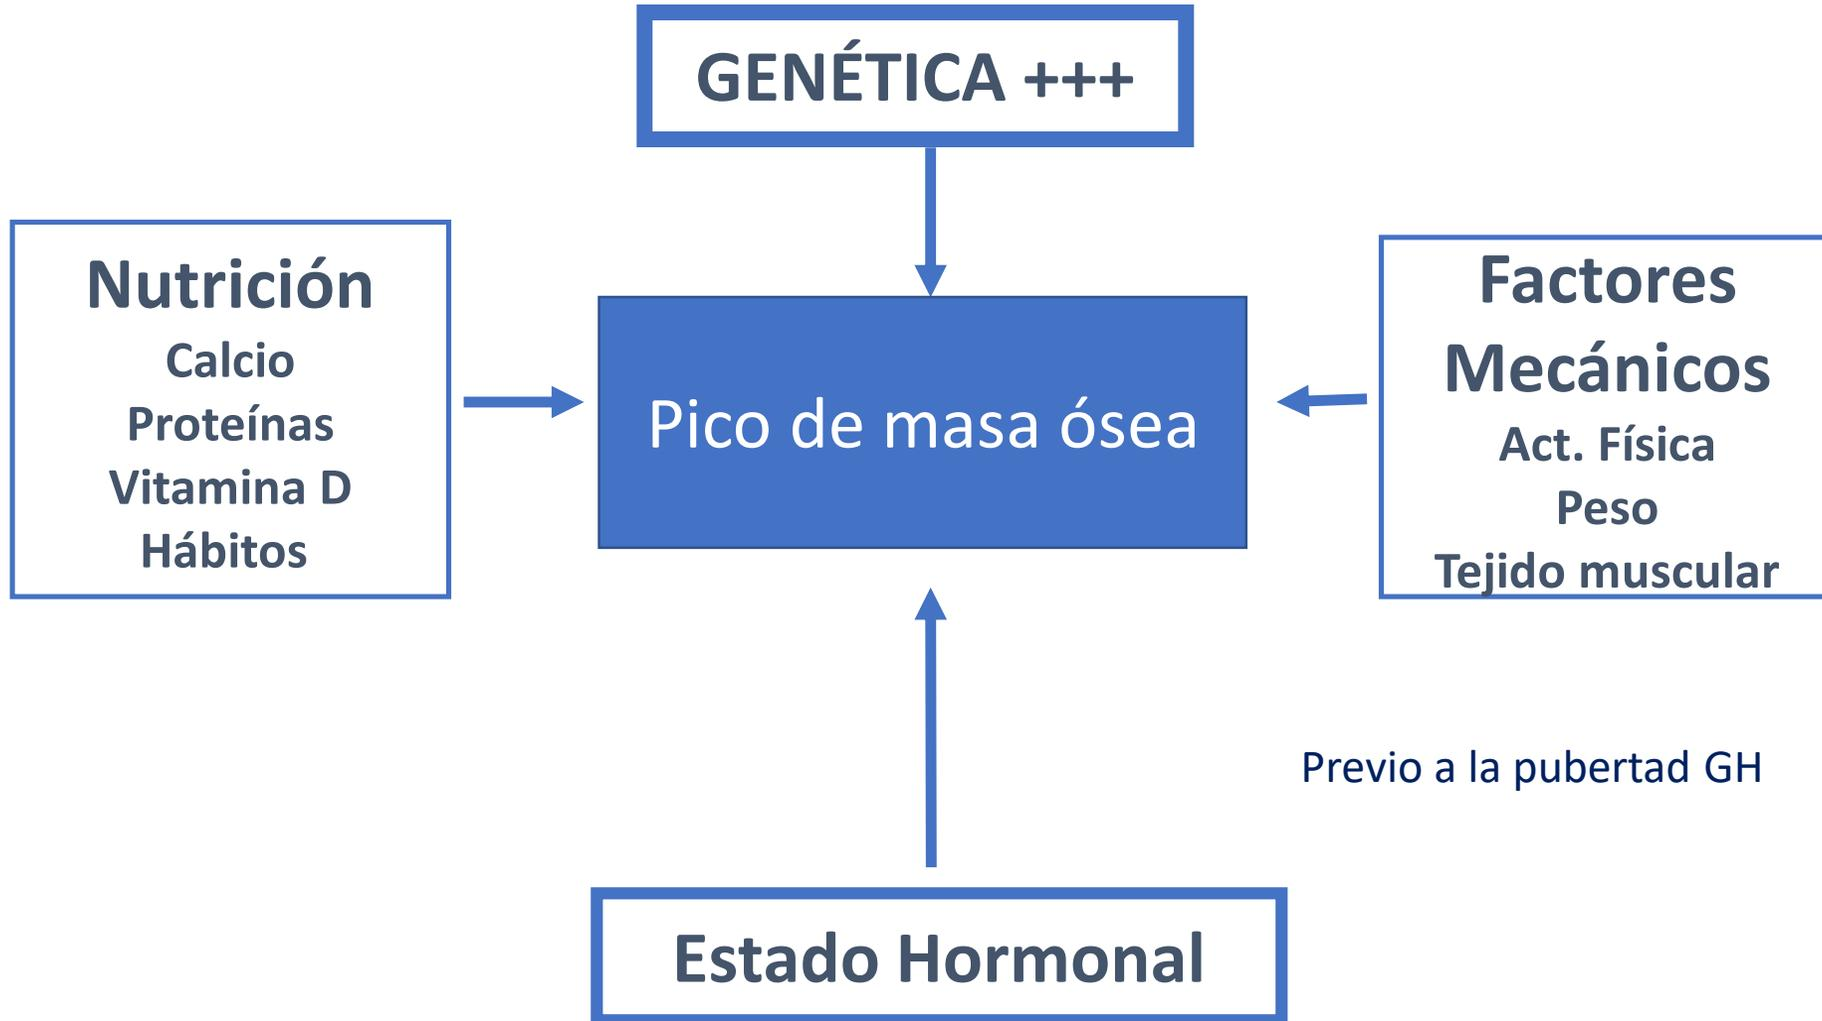 GENÉTICA +++
Nutrición
Calcio
Proteínas
Vitamina D
Hábitos
Pico de masa ósea
Factores
Mecánicos
Act. Física
Peso
Tejido muscular
Previo a la pubertad GH
Estado Hormonal